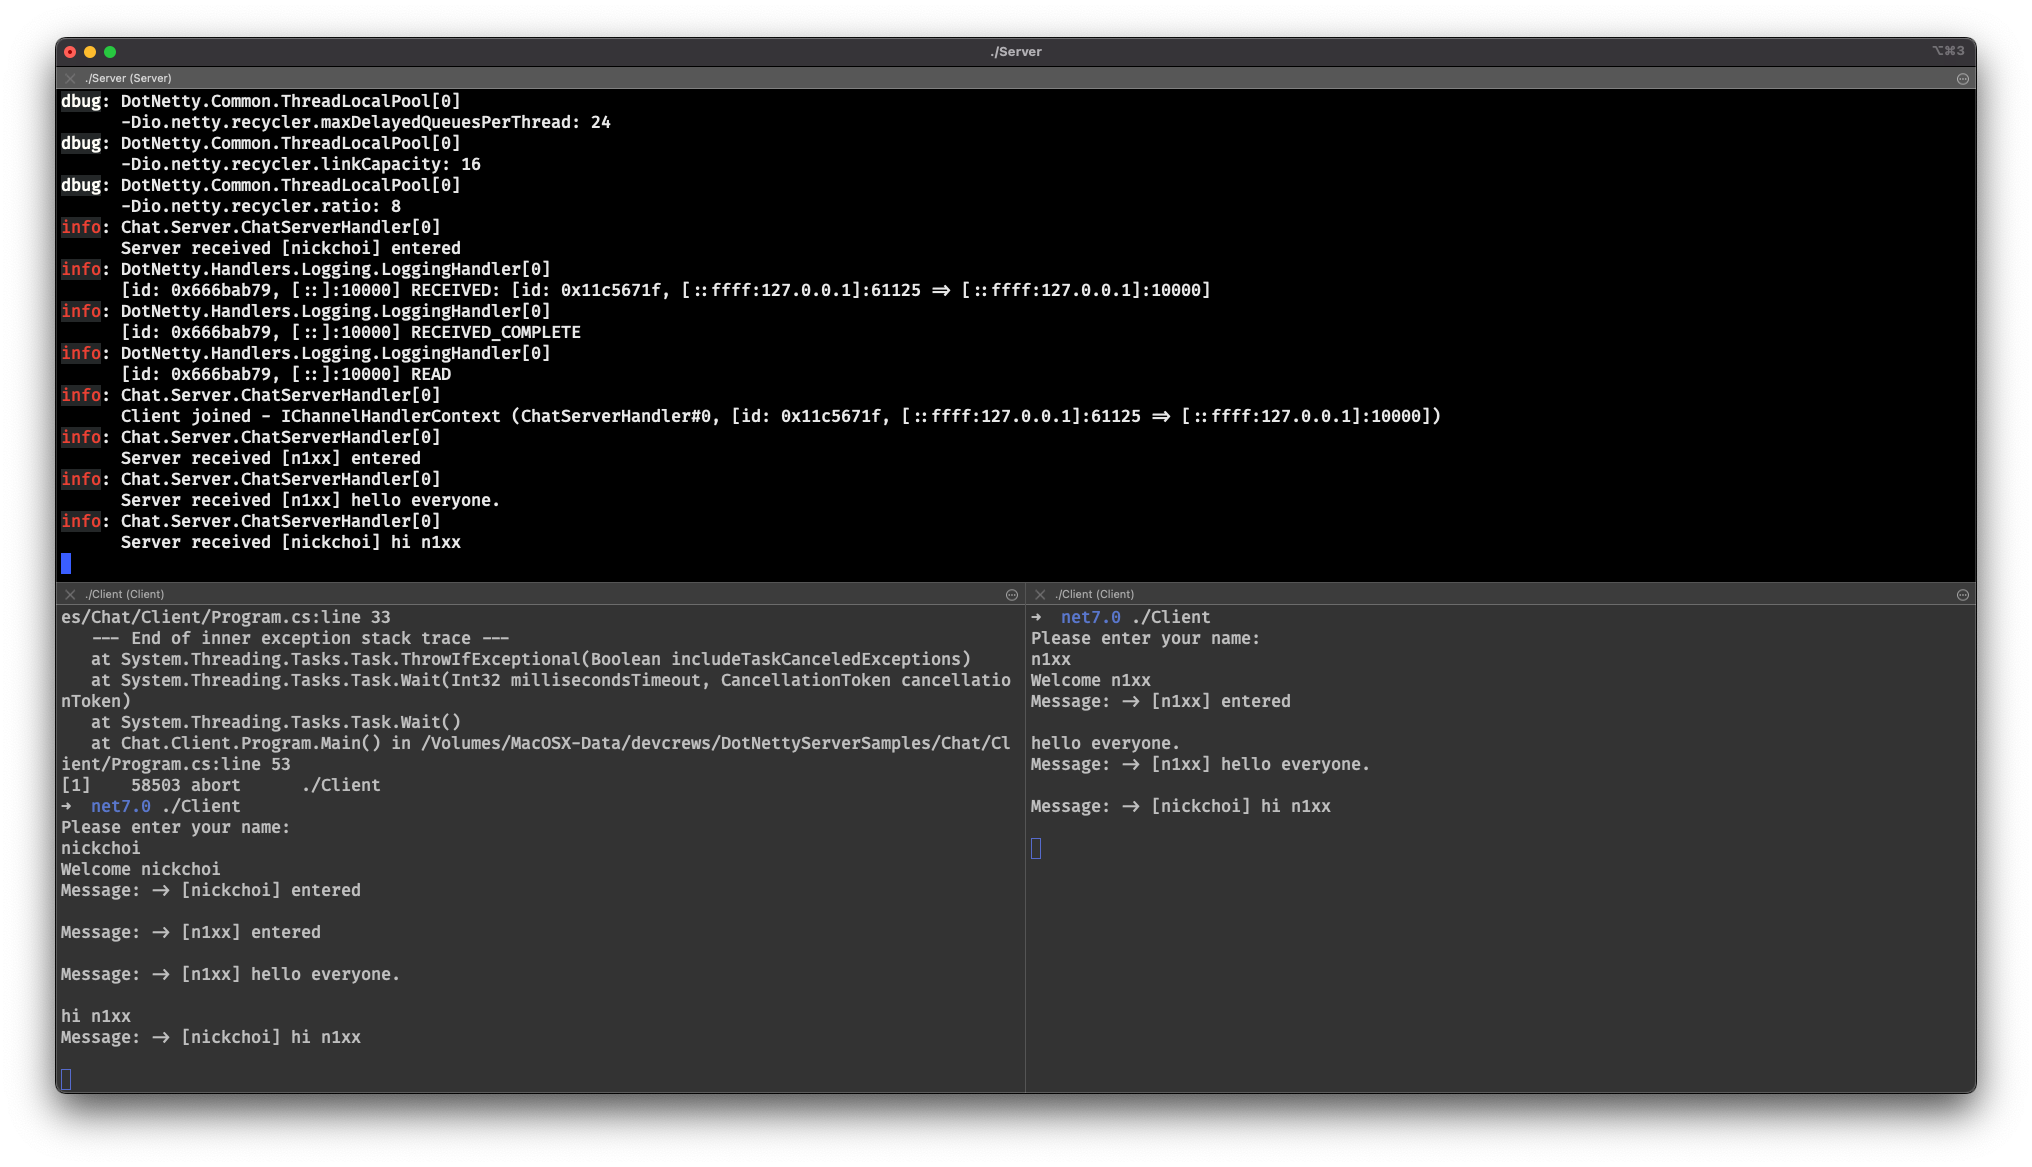 ./Server
⌥⌘3
./Server (Server)
dbug: DotNetty.Common.ThreadLocalPool[0]
      -Dio.netty.recycler.maxDelayedQueuesPerThread: 24
dbug: DotNetty.Common.ThreadLocalPool[0]
      -Dio.netty.recycler.linkCapacity: 16
dbug: DotNetty.Common.ThreadLocalPool[0]
      -Dio.netty.recycler.ratio: 8
info: Chat.Server.ChatServerHandler[0]
      Server received [nickchoi] entered
info: DotNetty.Handlers.Logging.LoggingHandler[0]
      [id: 0x666bab79, [::]:10000] RECEIVED: [id: 0x11c5671f, [::ffff:127.0.0.1]:61125 => [::ffff:127.0.0.1]:10000]
info: DotNetty.Handlers.Logging.LoggingHandler[0]
      [id: 0x666bab79, [::]:10000] RECEIVED_COMPLETE
info: DotNetty.Handlers.Logging.LoggingHandler[0]
      [id: 0x666bab79, [::]:10000] READ
info: Chat.Server.ChatServerHandler[0]
      Client joined - IChannelHandlerContext (ChatServerHandler#0, [id: 0x11c5671f, [::ffff:127.0.0.1]:61125 => [::ffff:127.0.0.1]:10000])
info: Chat.Server.ChatServerHandler[0]
      Server received [n1xx] entered
info: Chat.Server.ChatServerHandler[0]
      Server received [n1xx] hello everyone.
info: Chat.Server.ChatServerHandler[0]
      Server received [nickchoi] hi n1xx
./Client (Client)
es/Chat/Client/Program.cs:line 33
   --- End of inner exception stack trace ---
   at System.Threading.Tasks.Task.ThrowIfExceptional(Boolean includeTaskCanceledExceptions)
   at System.Threading.Tasks.Task.Wait(Int32 millisecondsTimeout, CancellationToken cancellatio
nToken)
   at System.Threading.Tasks.Task.Wait()
   at Chat.Client.Program.Main() in /Volumes/MacOSX-Data/devcrews/DotNettyServerSamples/Chat/Cl
ient/Program.cs:line 53
[1]    58503 abort      ./Client
➜  net7.0 ./Client
Please enter your name:
nickchoi
Welcome nickchoi
Message: -> [nickchoi] entered
Message: -> [n1xx] entered
Message: -> [n1xx] hello everyone.
hi n1xx
Message: -> [nickchoi] hi n1xx
./Client (Client)
➜  net7.0 ./Client
Please enter your name:
n1xx
Welcome n1xx
Message: -> [n1xx] entered
hello everyone.
Message: -> [n1xx] hello everyone.
Message: -> [nickchoi] hi n1xx